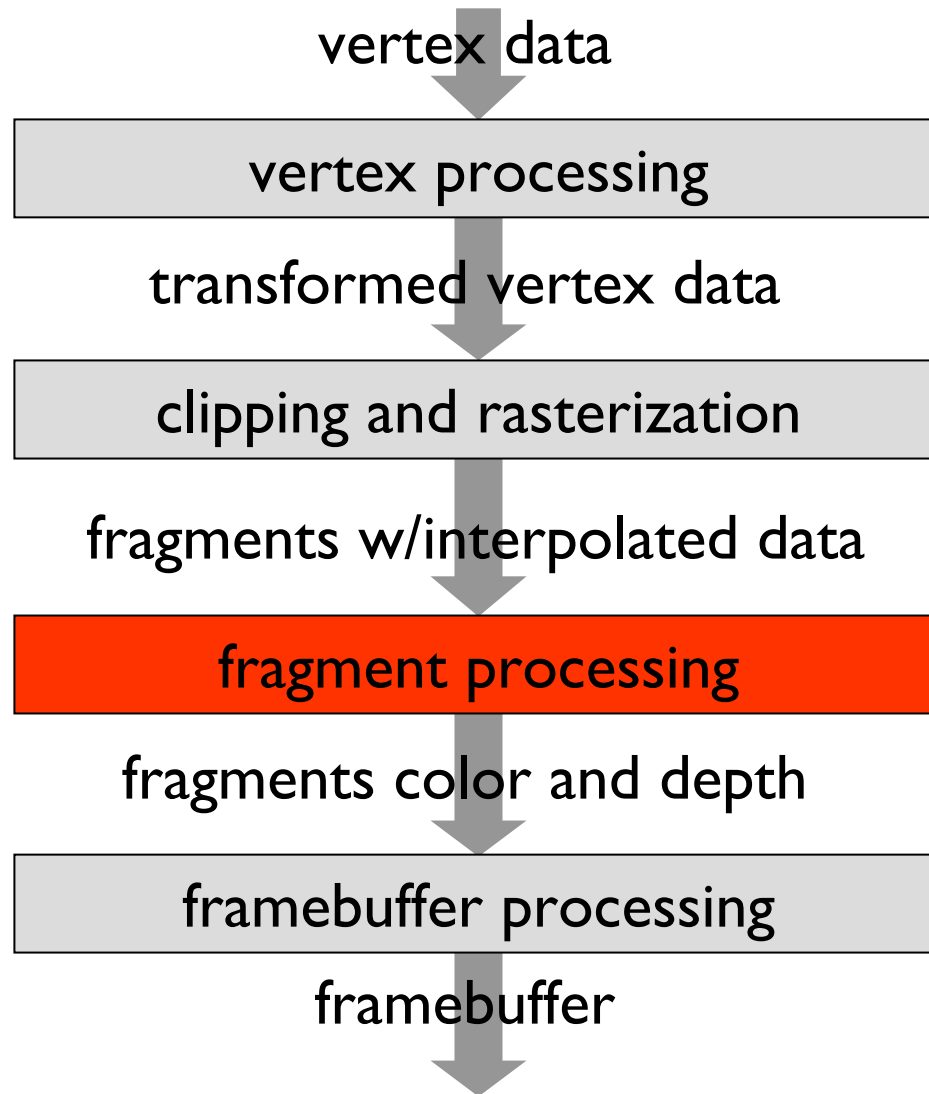 vertex data
vertex processing
transformed vertex data
clipping and rasterization
fragments w/interpolated data
fragment processing
fragments color and depth
framebuffer processing
framebuffer